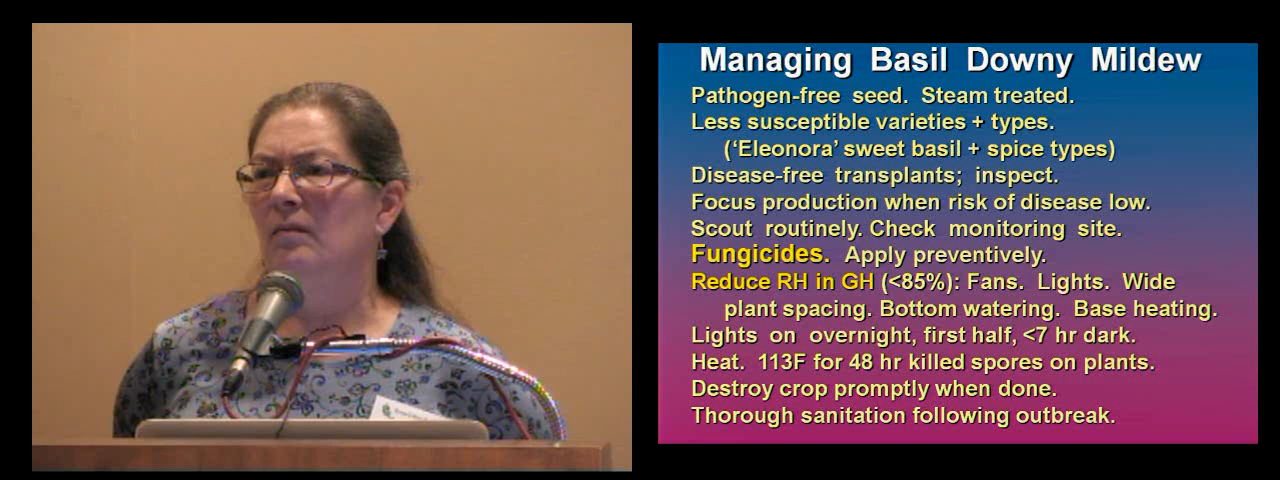 Managing Basil Downy Mildew
Pathogen-free seed. Steam treated.
Less susceptible varieties + types.
(‘Eleonora’ sweet basil + spice types)
Disease-free transplants; inspect.
Focus production when risk of disease low.
Scout routinely. Check monitoring site.
Fungicides. Apply preventively.
Reduce RH in GH (<85%): Fans. Lights. Wide
plant spacing. Bottom watering. Base heating.
Lights on overnight, first half, <7 hr dark.
Heat. 113F for 48 hr killed spores on plants.
Destroy crop promptly when done.
Thorough sanitation following outbreak.